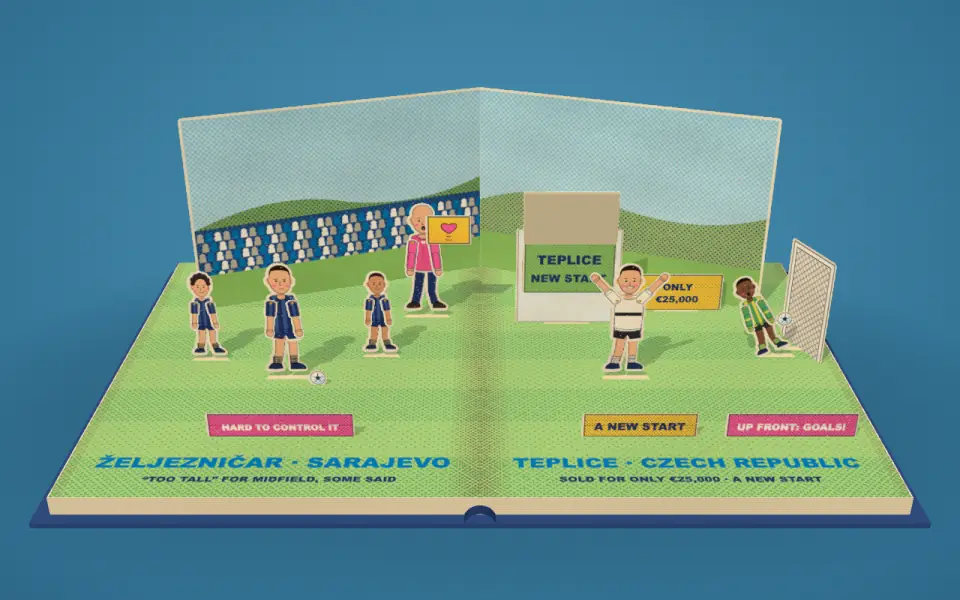 TEPLICE
NEW STA
ONLY
€25,000
HARD TO CONTROL IT
A NEW START
UP FRONT: GOALS!
ŽELJEZNIČAR · SARAJEVO
"TOO TALL" FOR MIDFIELD, SOME SAID
TEPLICE · CZECH REPUBLIC
SOLD FOR ONLY €25,000 · A NEW START